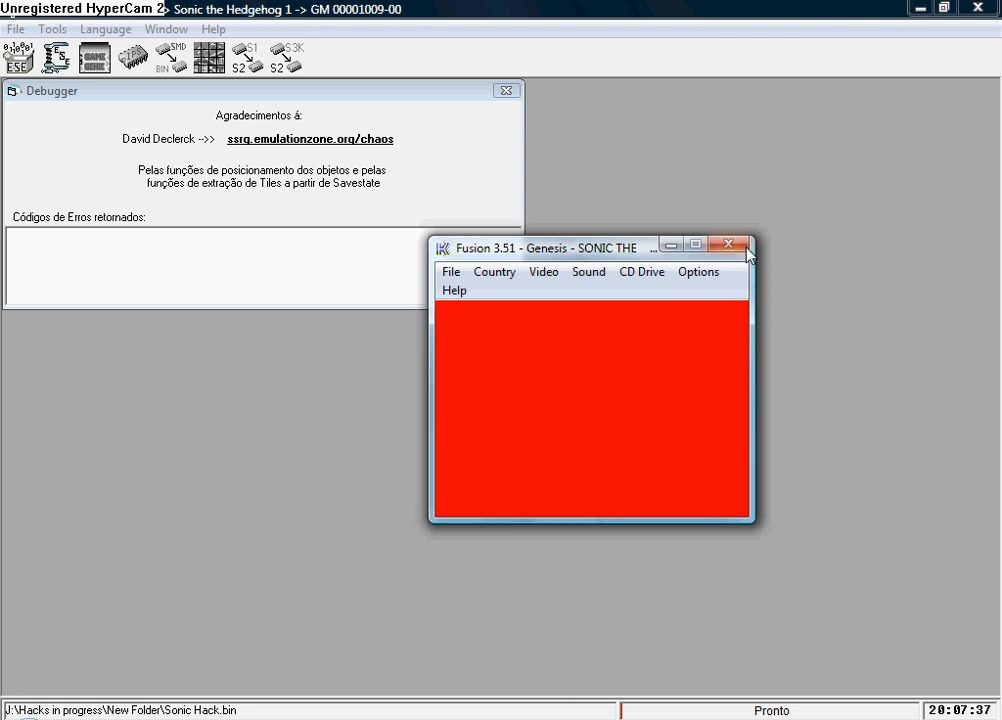 Unregistered HyperCam 2> Sonic the Hedgehog 1 -> GM 00001009-00
File Tools Language Window Help
ESE
ESE
GAME GENIE
SMD BIN
S1 S2
S3K S2
Debugger
Agradecimentos á:
David Declerck -->> ssrg.emulationzone.org/chaos
Pelas funções de posicionamento dos objetos e pelas
funções de extração de Tiles a partir de Savestate
Códigos de Erros retornados:
Fusion 3.51 - Genesis - SONIC THE ...
File Country Video Sound CD Drive Options
Help
J:\Hacks in progress\New Folder\Sonic Hack.bin
Pronto
20:07:37